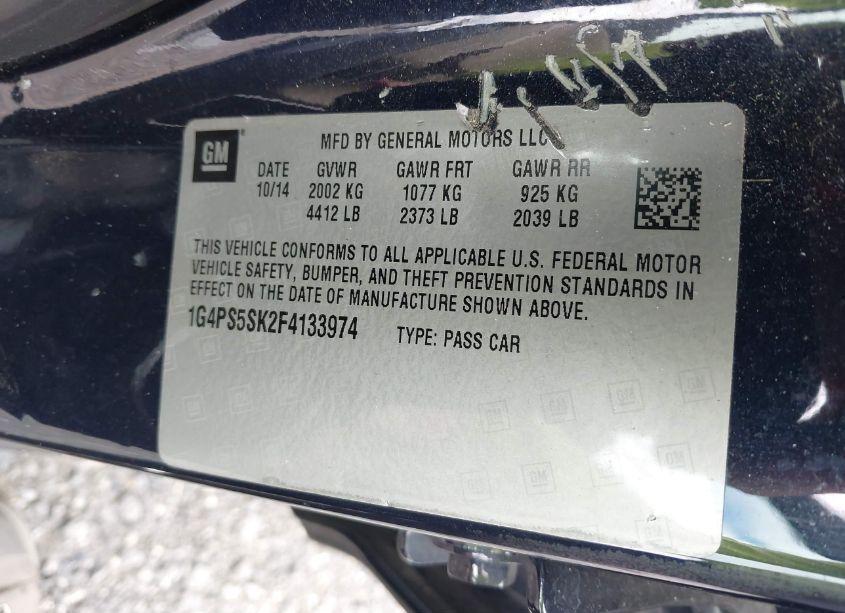 GM
MFD BY GENERAL MOTORS LLC
DATE GVWR GAWR FRT GAWR RR
10/14 2002 KG 1077 KG 925 KG
4412 LB 2373 LB 2039 LB
THIS VEHICLE CONFORMS TO ALL APPLICABLE U.S. FEDERAL MOTOR
VEHICLE SAFETY, BUMPER, AND THEFT PREVENTION STANDARDS IN
EFFECT ON THE DATE OF MANUFACTURE SHOWN ABOVE.
1G4PS5SK2F4133974 TYPE: PASS CAR